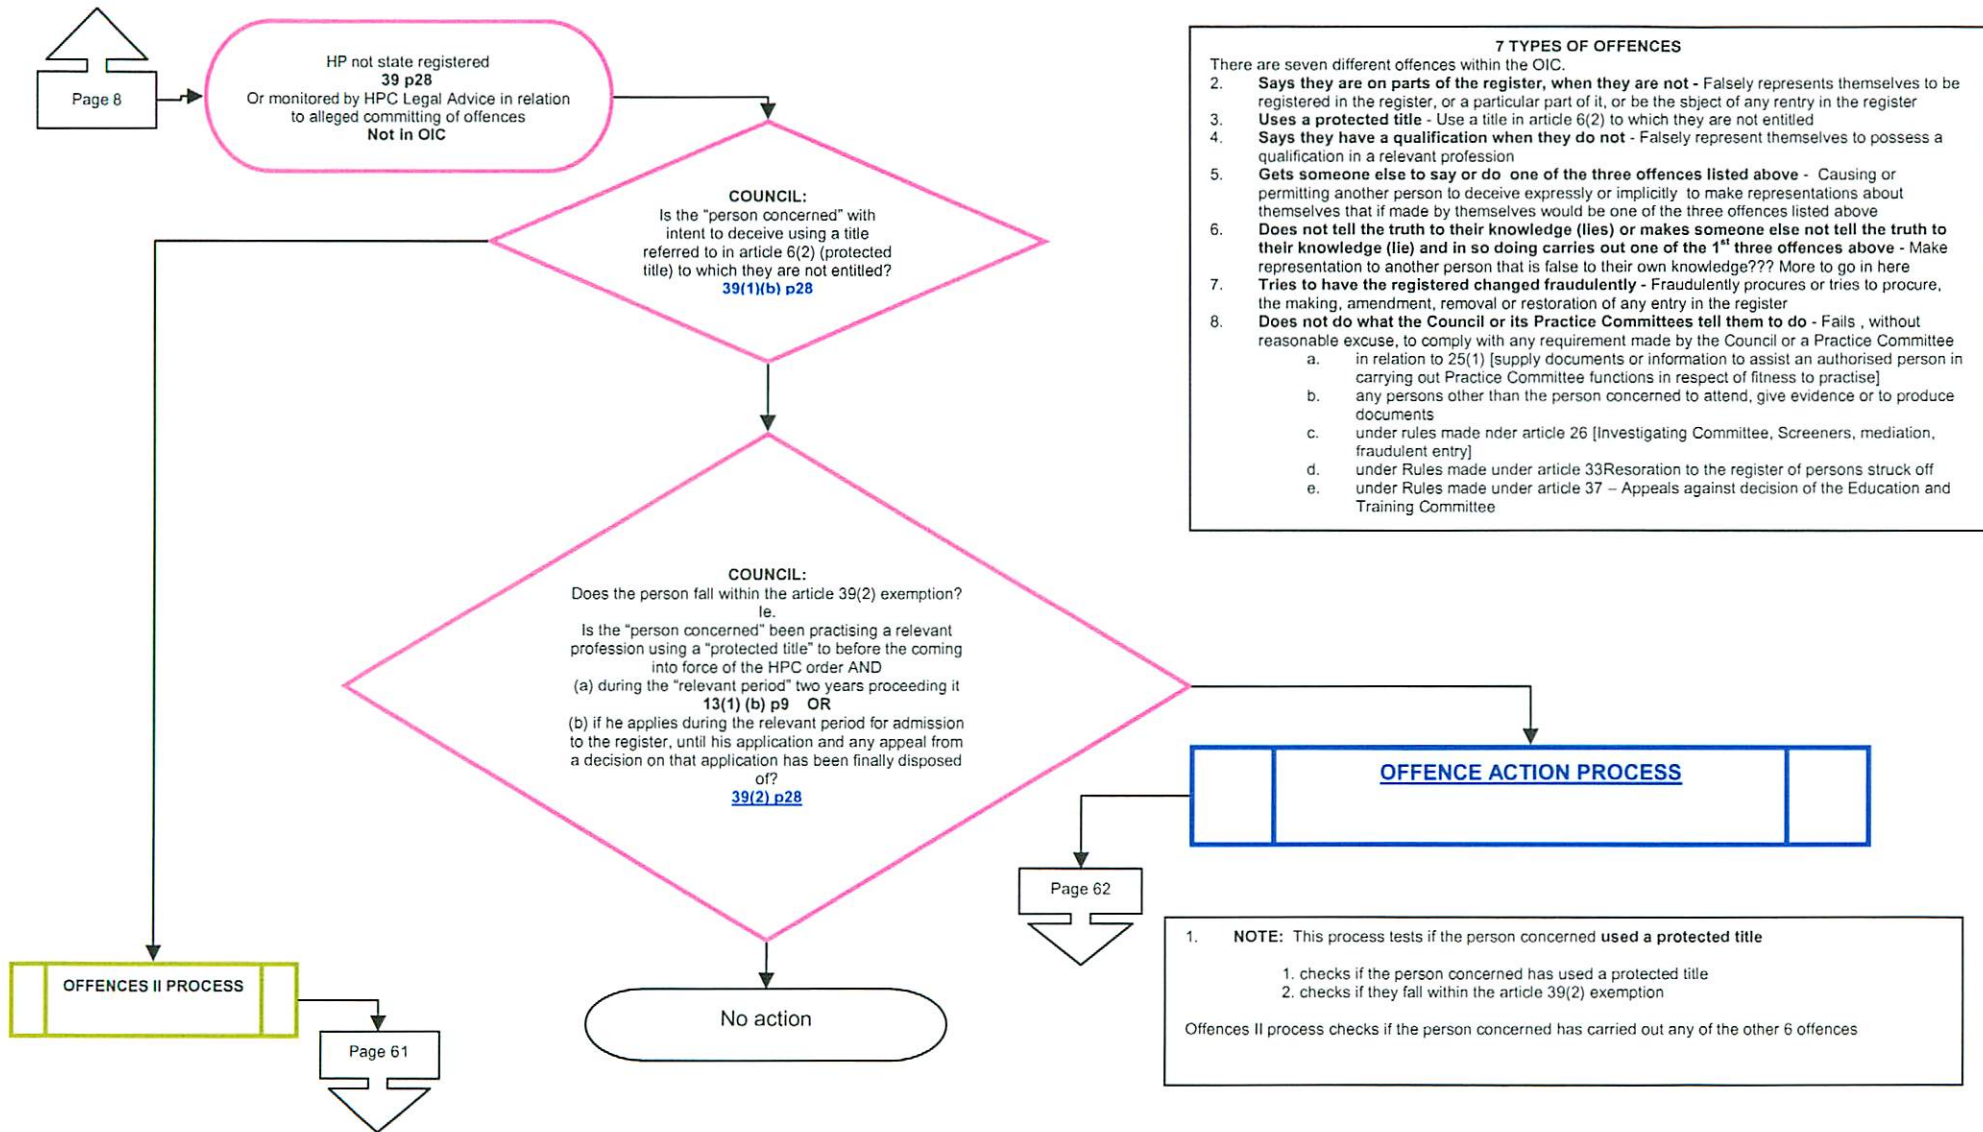 Page 8
HP not state registered
39 p28
Or monitored by HPC Legal Advice in relation
to alleged committing of offences
Not in OIC
COUNCIL:
Is the "person concerned" with
intent to deceive using a title
referred to in article 6(2) (protected
title) to which they are not entitled?
39(1)(b) p28
COUNCIL:
Does the person fall within the article 39(2) exemption?
Ie.
Is the "person concerned" been practising a relevant
profession using a "protected title" to before the coming
into force of the HPC order AND
(a) during the "relevant period" two years proceeding it
13(1) (b) p9 OR
(b) if he applies during the relevant period for admission
to the register, until his application and any appeal from
a decision on that application has been finally disposed
of?
39(2) p28
OFFENCES II PROCESS
Page 61
No action
7 TYPES OF OFFENCES
There are seven different offences within the OIC.
2. Says they are on parts of the register, when they are not - Falsely represents themselves to be
registered in the register, or a particular part of it, or be the sbject of any rentry in the register
3. Uses a protected title - Use a title in article 6(2) to which they are not entitled
4. Says they have a qualification when they do not - Falsely represent themselves to possess a
qualification in a relevant profession
5. Gets someone else to say or do one of the three offences listed above - Causing or
permitting another person to deceive expressly or implicitly to make representations about
themselves that if made by themselves would be one of the three offences listed above
6. Does not tell the truth to their knowledge (lies) or makes someone else not tell the truth to
their knowledge (lie) and in so doing carries out one of the 1st three offences above - Make
representation to another person that is false to their own knowledge??? More to go in here
7. Tries to have the registered changed fraudulently - Fraudulently procures or tries to procure,
the making, amendment, removal or restoration of any entry in the register
8. Does not do what the Council or its Practice Committees tell them to do - Fails , without
reasonable excuse, to comply with any requirement made by the Council or a Practice Committee
a. in relation to 25(1) [supply documents or information to assist an authorised person in
carrying out Practice Committee functions in respect of fitness to practise]
b. any persons other than the person concerned to attend, give evidence or to produce
documents
c. under rules made nder article 26 [Investigating Committee, Screeners, mediation,
fraudulent entry]
d. under Rules made under article 33Resoration to the register of persons struck off
e. under Rules made under article 37 – Appeals against decision of the Education and
Training Committee
OFFENCE ACTION PROCESS
Page 62
1. NOTE: This process tests if the person concerned used a protected title
1. checks if the person concerned has used a protected title
2. checks if they fall within the article 39(2) exemption
Offences II process checks if the person concerned has carried out any of the other 6 offences